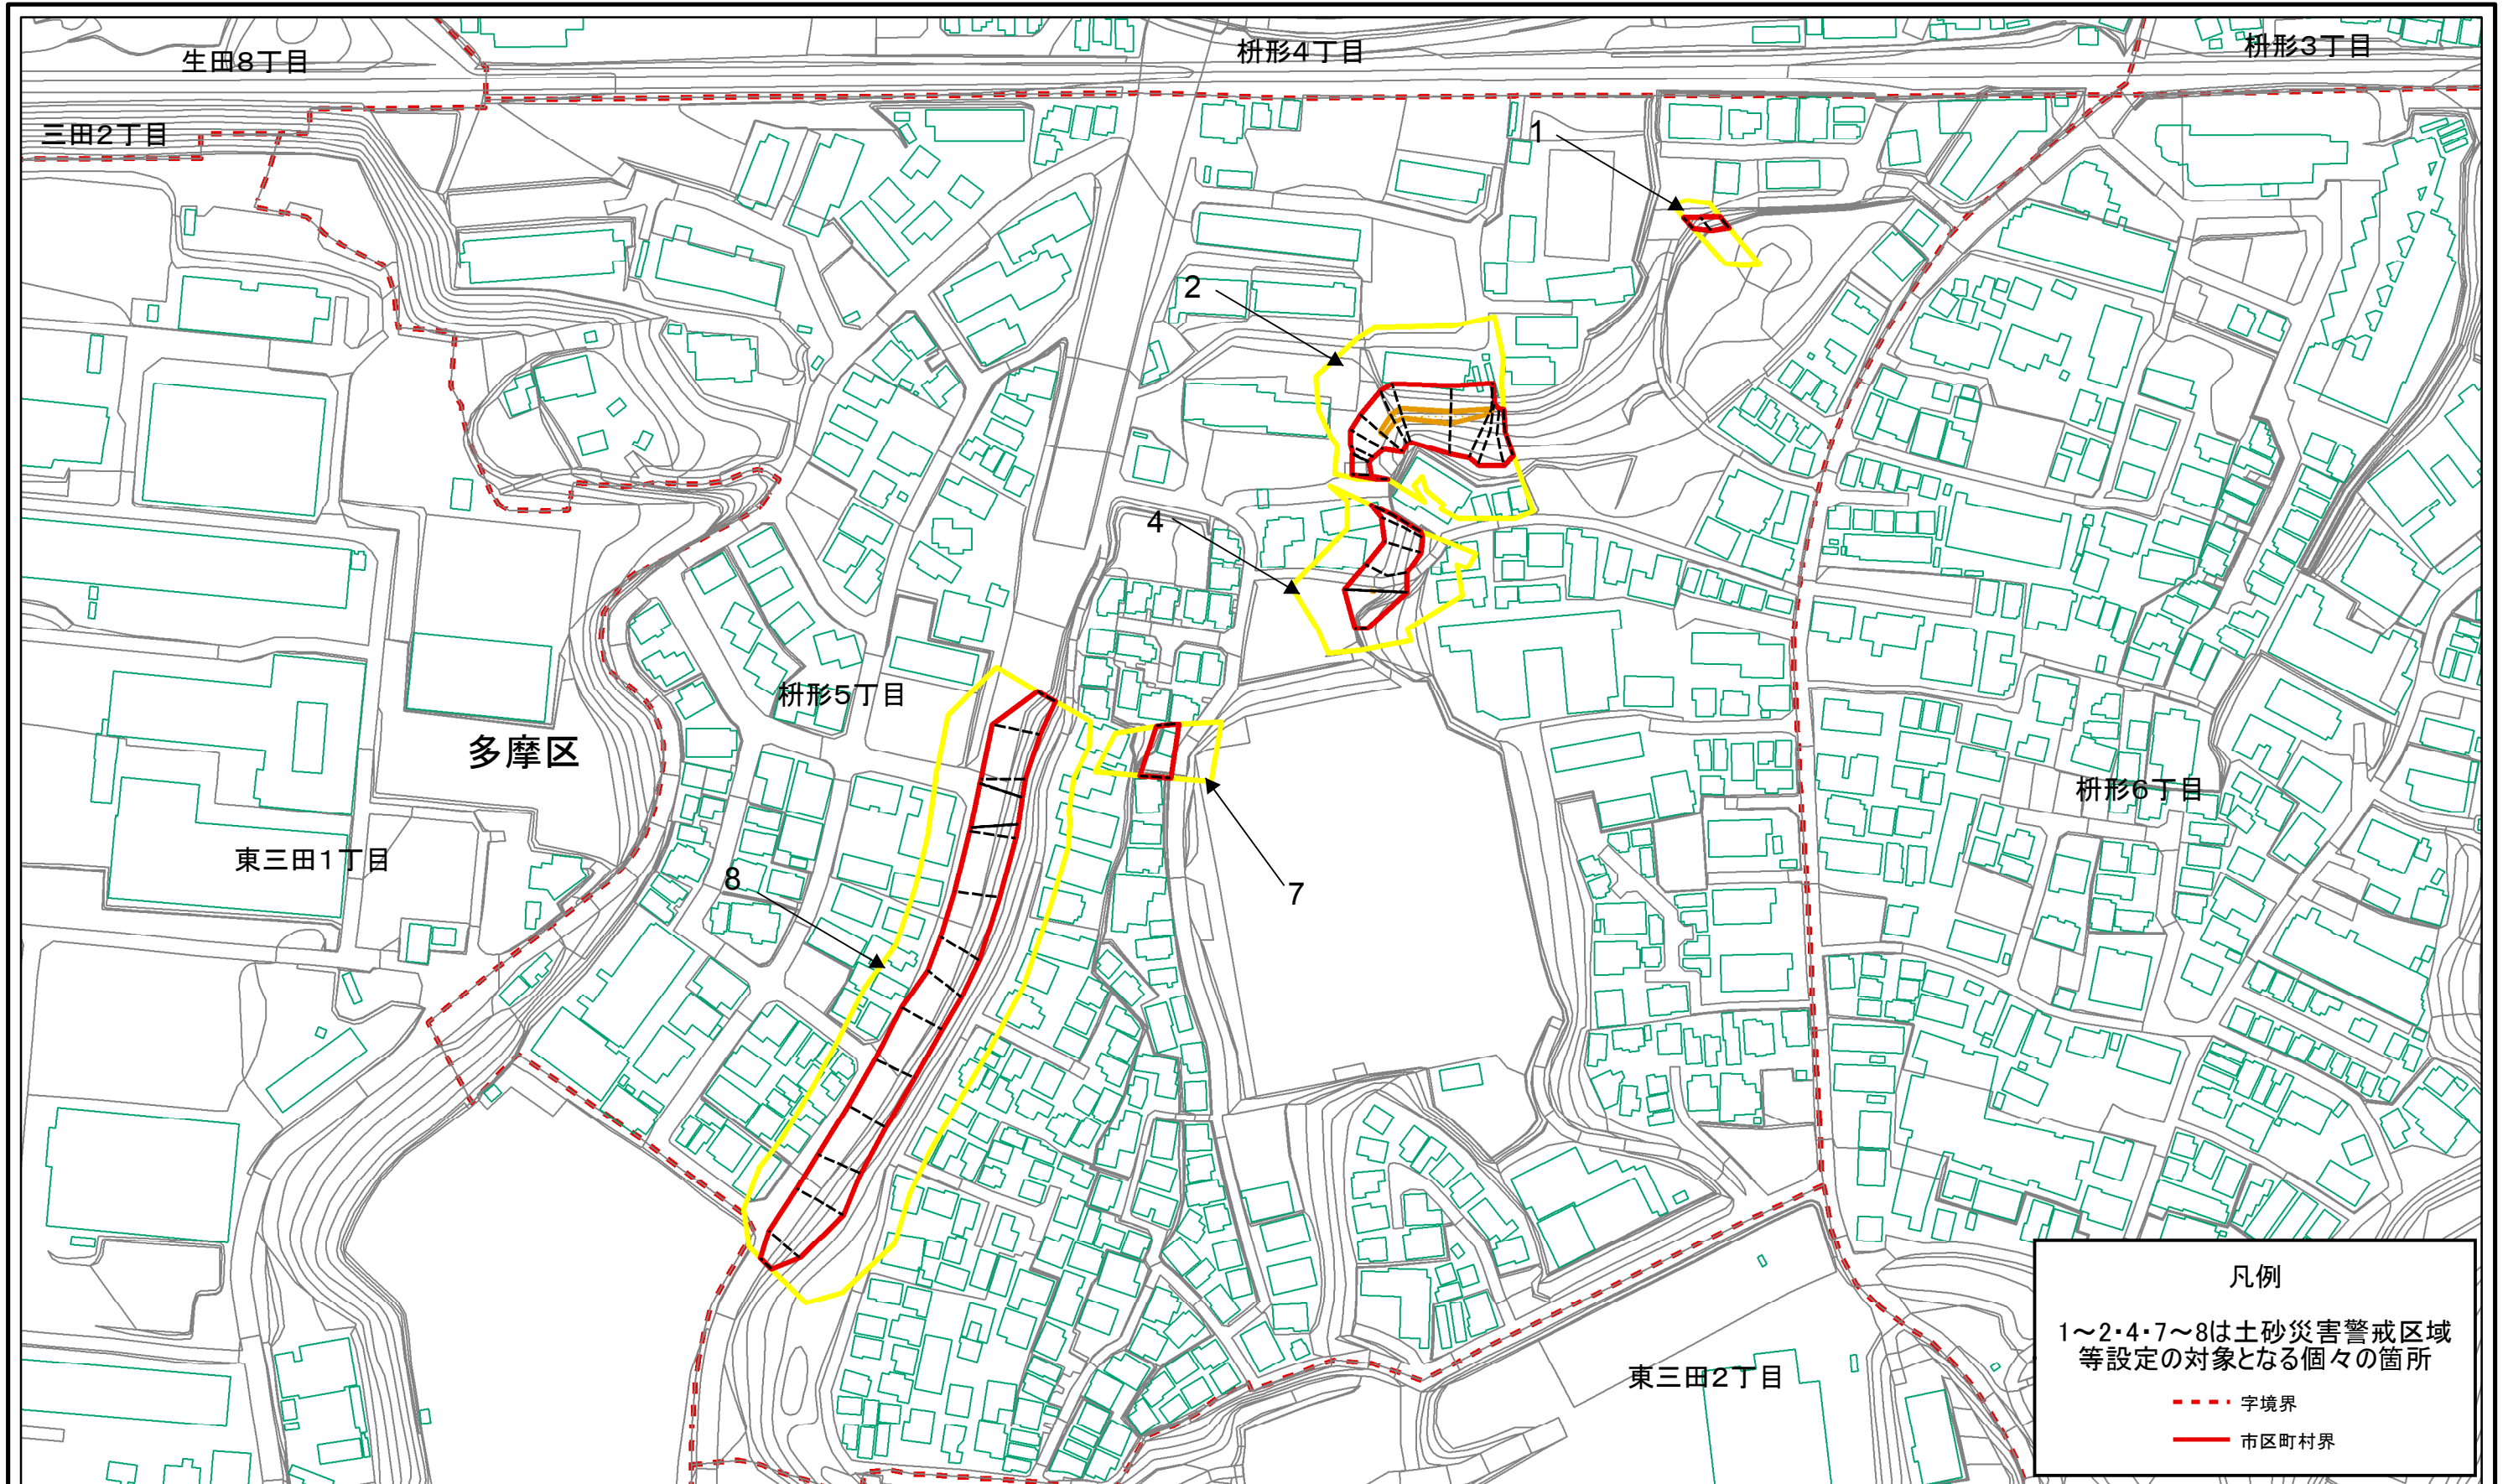 生田8丁目
枡形4丁目
枡形3丁目
三田2丁目
1
2
4
枡形5丁目
多摩区
枡形6丁目
東三田1丁目
8
7
東三田2丁目
凡例
1～2・4・7～8は土砂災害警戒区域
等設定の対象となる個々の箇所
字境界
市区町村界